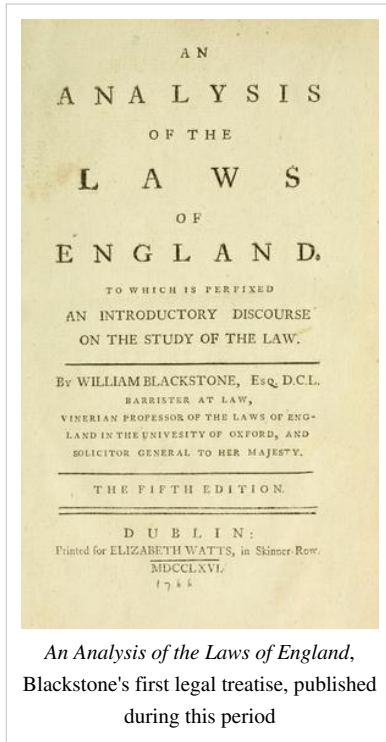 AN
ANALYSIS
OF THE
LAWS
OF
ENGLAND.
TO WHICH IS PERFIXED
AN INTRODUCTORY DISCOURSE
ON THE STUDY OF THE LAW.
BY WILLIAM BLACKSTONE, ESQ. D.C.L.
BARRISTER AT LAW,
VINERIAN PROFESSOR OF THE LAWS OF ENG-
LAND IN THE UNIVESITY OF OXFORD, AND
SOLICITOR GENERAL TO HER MAJESTY.
THE FIFTH EDITION.
DUBLIN:
Printed for ELIZABETH WATTS, in Skinner-Row.
MDCCLXVI.
1766
An Analysis of the Laws of England,
Blackstone's first legal treatise, published
during this period